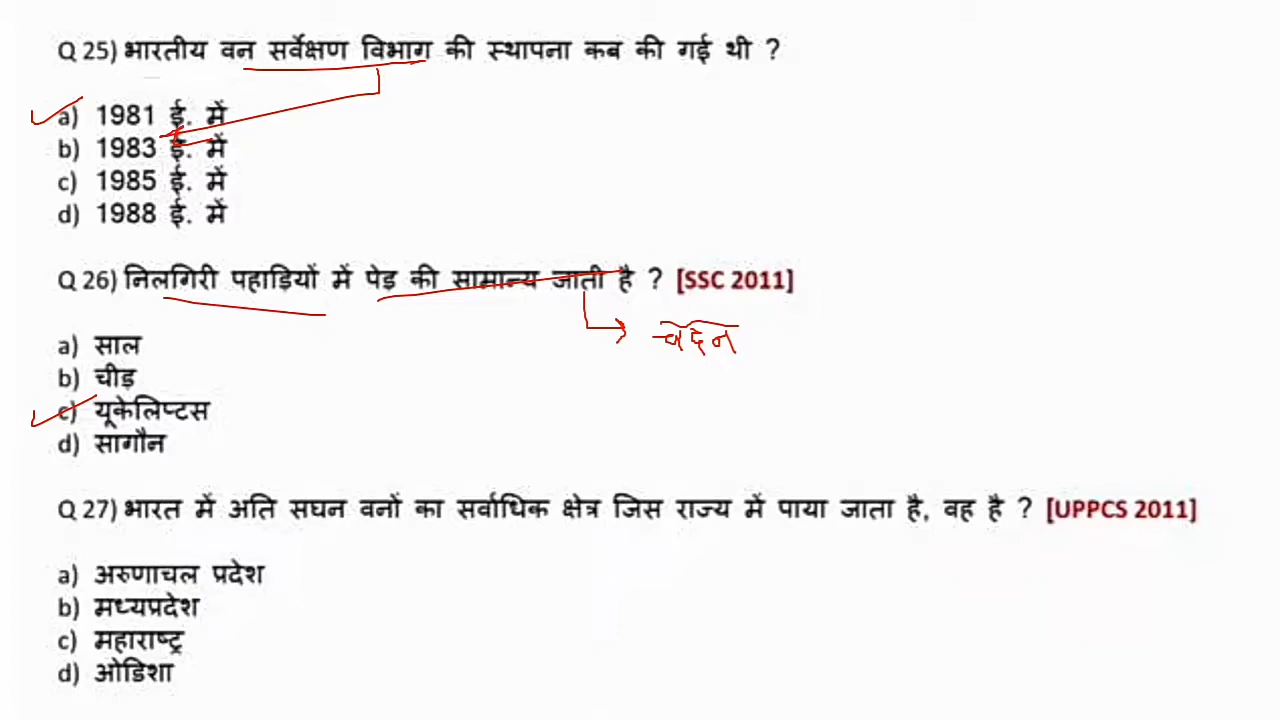 Q 25) भारतीय वन सर्वेक्षण विभाग की स्थापना कब की गई थी ?
a) 1981 ई. में
b) 1983 ई. में
c) 1985 ई. में
d) 1988 ई. में
Q 26) निलगिरी पहाड़ियों में पेड़ की सामान्य जाती है ? [SSC 2011]
चंदन
a) साल
b) चीड़
c) यूकेलिप्टस
d) सागौन
Q 27) भारत में अति सघन वनों का सर्वाधिक क्षेत्र जिस राज्य में पाया जाता है, वह है ? [UPPCS 2011]
a) अरुणाचल प्रदेश
b) मध्यप्रदेश
c) महाराष्ट्र
d) ओडिशा